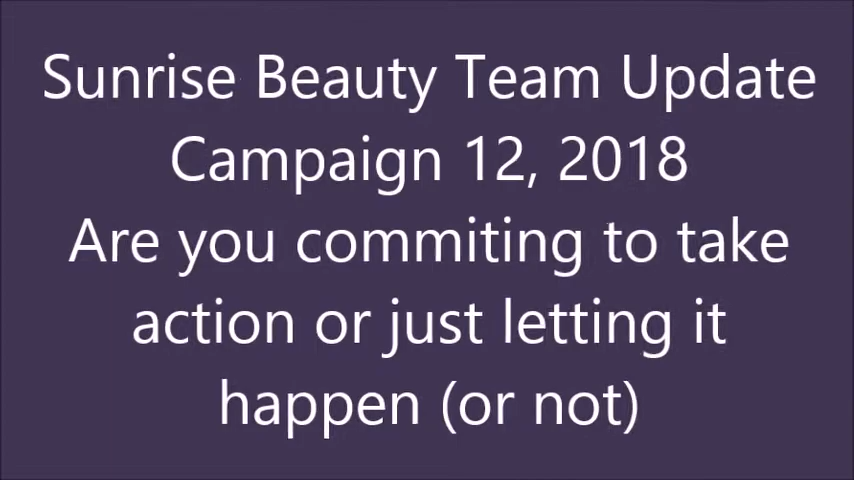 Sunrise Beauty Team Update
Campaign 12, 2018
Are you commiting to take
action or just letting it
happen (or not)